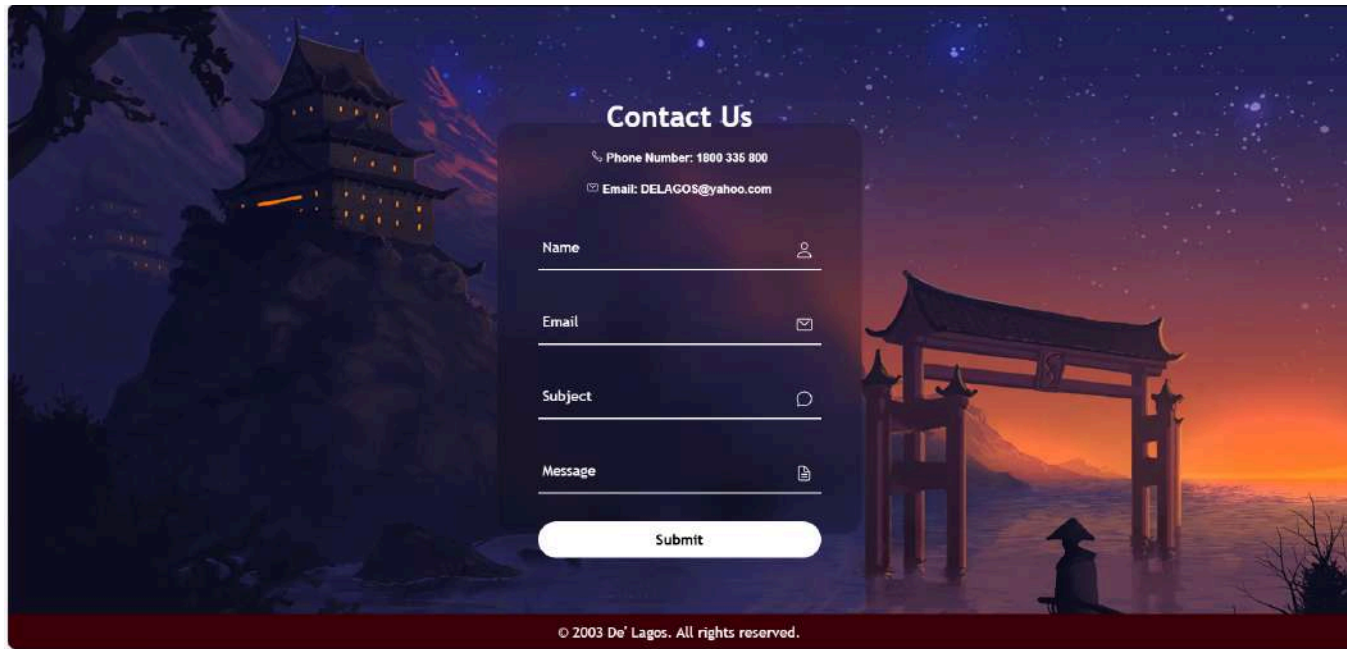 Contact Us
Phone Number: 1800 335 800
Email: DELAGOS@yahoo.com
Name
Email
Subject
Message
Submit
© 2003 De' Lagos. All rights reserved.